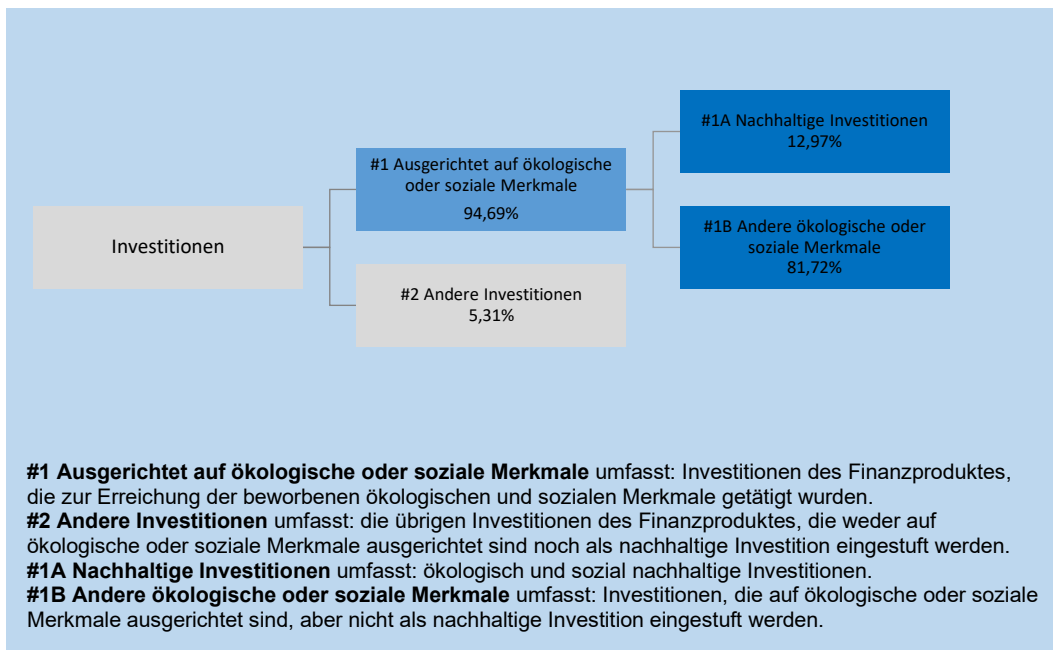 #1A Nachhaltige Investitionen
12,97%
#1 Ausgerichtet auf ökologische
oder soziale Merkmale
94,69%
#1B Andere ökologische oder
soziale Merkmale
81,72%
Investitionen
#2 Andere Investitionen
5,31%
#1 Ausgerichtet auf ökologische oder soziale Merkmale umfasst: Investitionen des Finanzproduktes,
die zur Erreichung der beworbenen ökologischen und sozialen Merkmale getätigt wurden.
#2 Andere Investitionen umfasst: die übrigen Investitionen des Finanzproduktes, die weder auf
ökologische oder soziale Merkmale ausgerichtet sind noch als nachhaltige Investition eingestuft werden.
#1A Nachhaltige Investitionen umfasst: ökologisch und sozial nachhaltige Investitionen.
#1B Andere ökologische oder soziale Merkmale umfasst: Investitionen, die auf ökologische oder soziale
Merkmale ausgerichtet sind, aber nicht als nachhaltige Investition eingestuft werden.